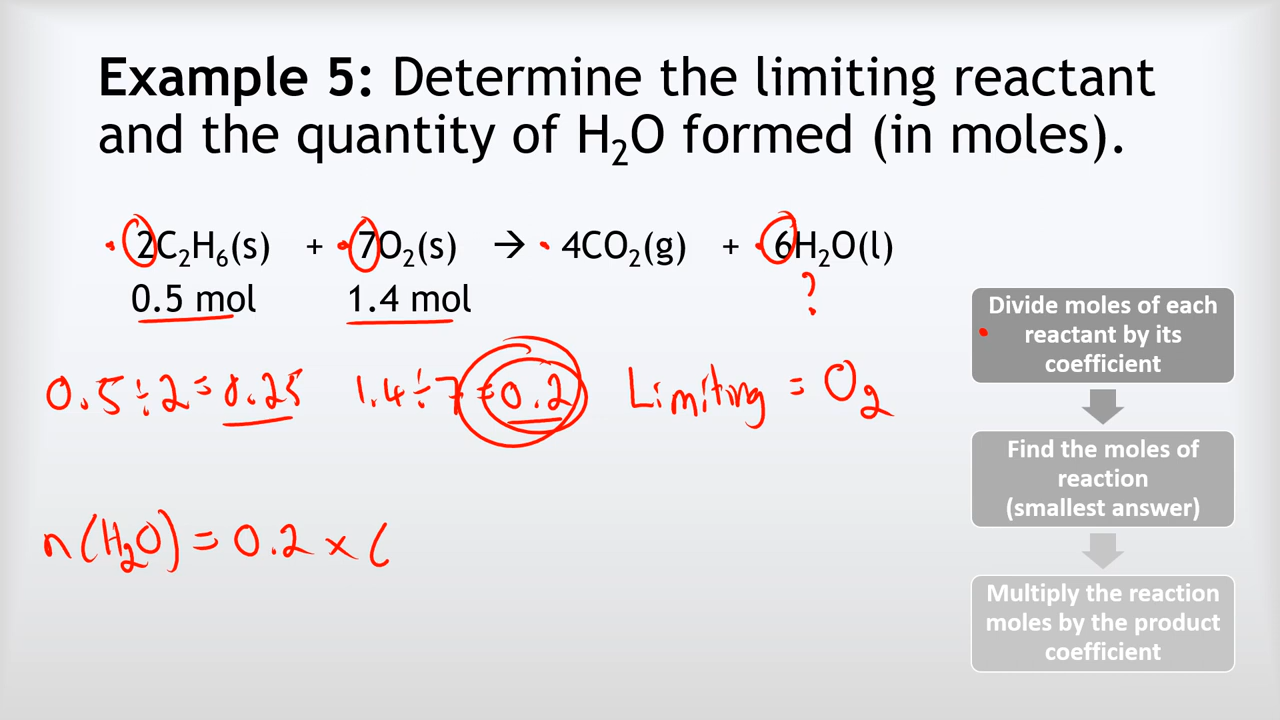 Example 5: Determine the limiting reactant
and the quantity of H₂O formed (in moles).
2C₂H₆(s) + 7O₂(s) → 4CO₂(g) + 6H₂O(l)
0.5 mol 1.4 mol ?
0.5÷2=0.25 1.4÷7=0.2 Limiting = O₂
n(H₂O) = 0.2 × (
Divide moles of each
reactant by its
coefficient
Find the moles of
reaction
(smallest answer)
Multiply the reaction
moles by the product
coefficient